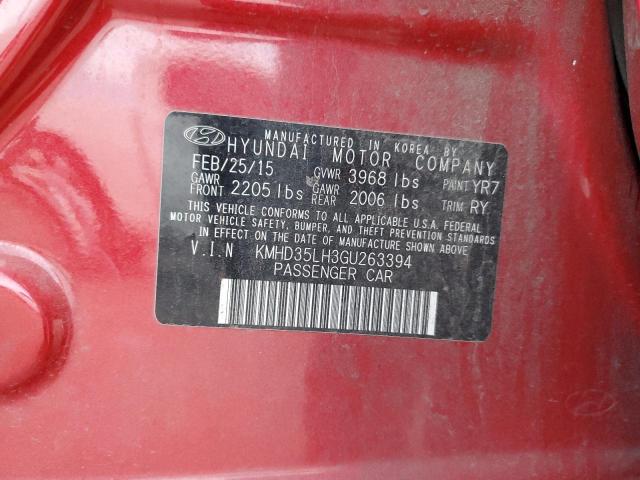 MANUFACTURED IN KOREA BY
HYUNDAI MOTOR COMPANY
FEB/25/15 GVWR 3968 lbs PAINT YR7
GAWR FRONT 2205 lbs GAWR REAR 2006 lbs TRIM RY
THIS VEHICLE CONFORMS TO ALL APPLICABLE U.S.A. FEDERAL
MOTOR VEHICLE SAFETY, BUMPER, AND THEFT PREVENTION STANDARDS
IN EFFECT ON THE DATE OF MANUFACTURE SHOWN ABOVE.
V.I.N KMHD35LH3GU263394
PASSENGER CAR